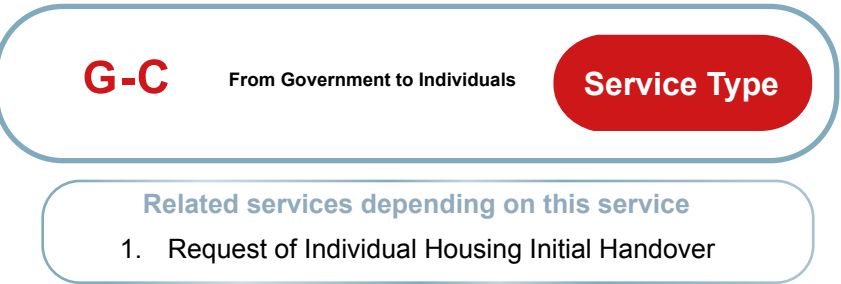 G-C From Government to Individuals Service Type
Related services depending on this service
1. Request of Individual Housing Initial Handover